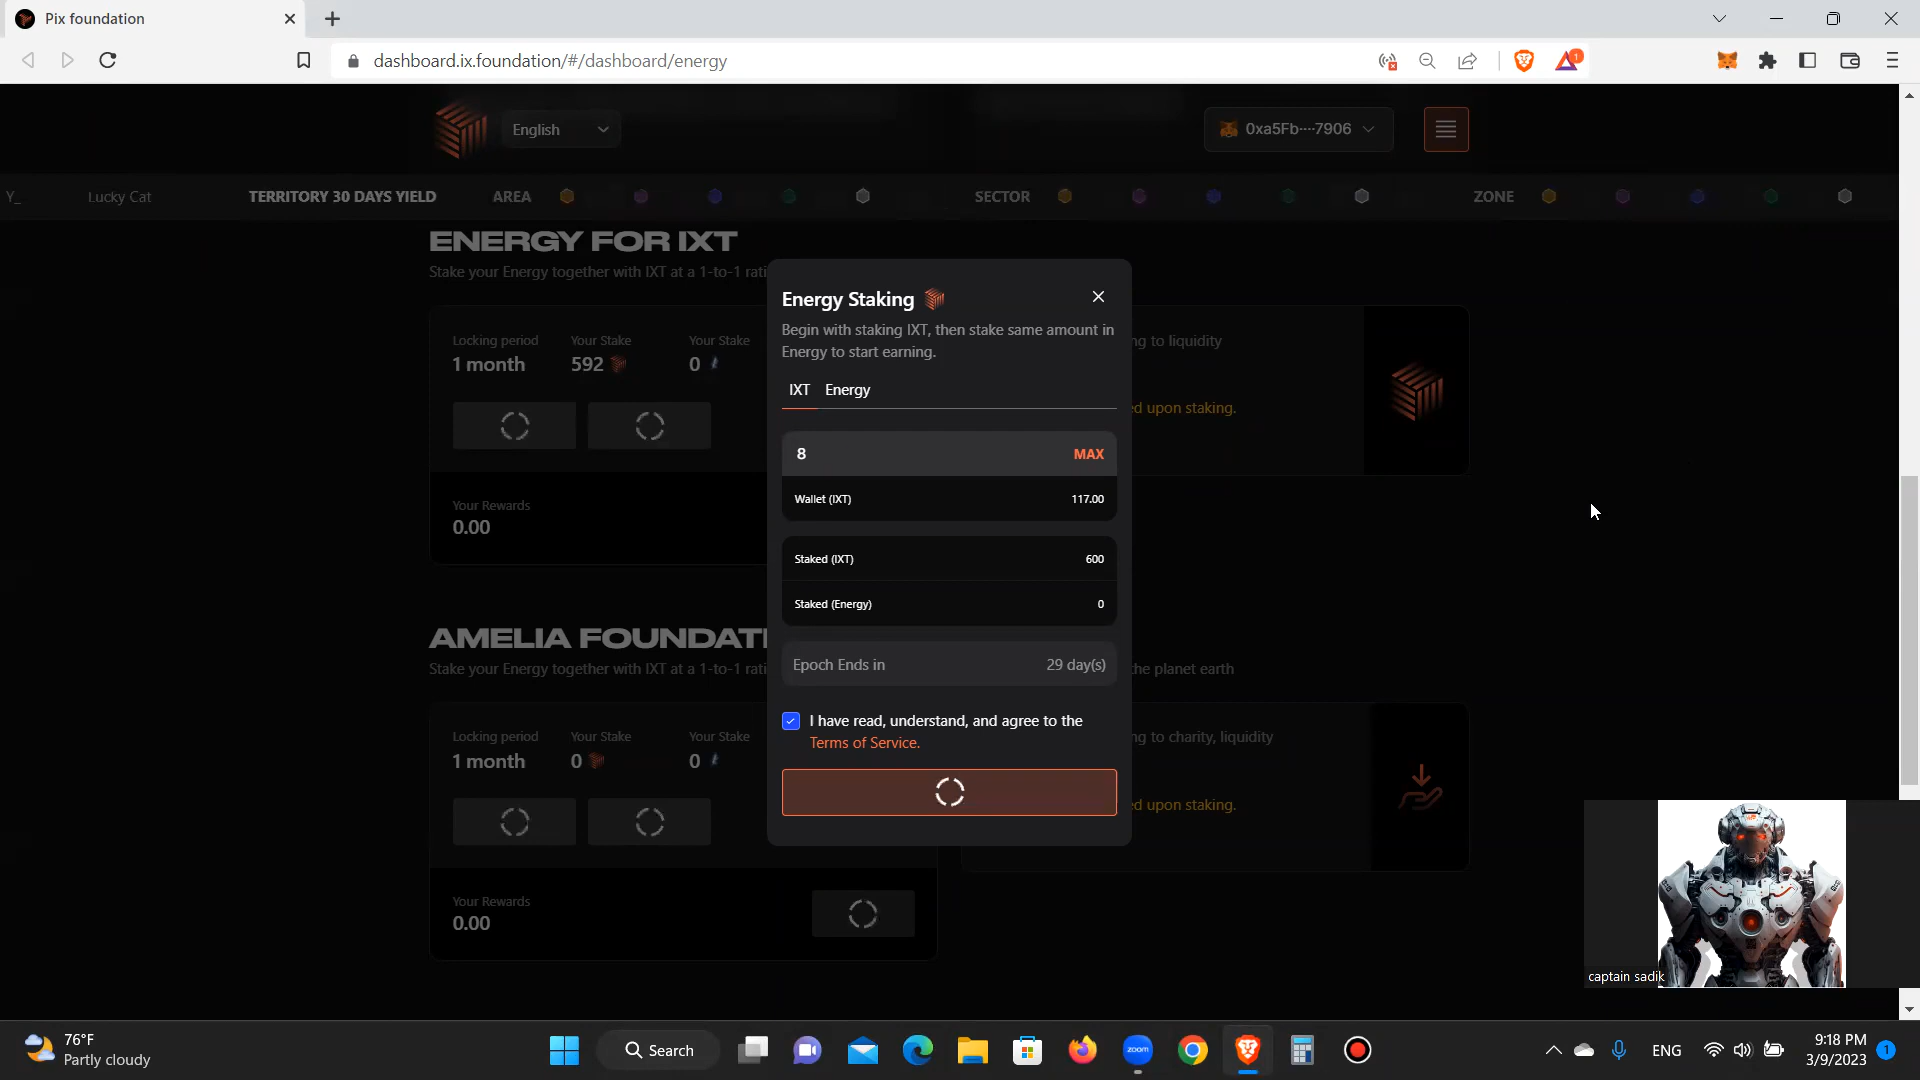 Pix foundation
dashboard.ix.foundation/#/dashboard/energy
1
English
0xa5Fb····7906
Y_
Lucky Cat
TERRITORY 30 DAYS YIELD
AREA
SECTOR
ZONE
ENERGY FOR IXT
Stake your Energy together with IXT at a 1-to-1 rati
Locking period
Your Stake
Your Stake
1 month
592
0
ng to liquidity
d upon staking.
Your Rewards
0.00
Energy Staking
Begin with staking IXT, then stake same amount in
Energy to start earning.
IXT
Energy
8
MAX
Wallet (IXT)
117.00
Staked (IXT)
600
Staked (Energy)
0
Epoch Ends in
29 day(s)
I have read, understand, and agree to the
Terms of Service.
AMELIA FOUNDATI
Stake your Energy together with IXT at a 1-to-1 rati
the planet earth
Locking period
Your Stake
Your Stake
1 month
0
0
ng to charity, liquidity
d upon staking.
Your Rewards
0.00
captain sadik
76°F
Partly cloudy
Search
zoom
ENG
9:18 PM
3/9/2023
1